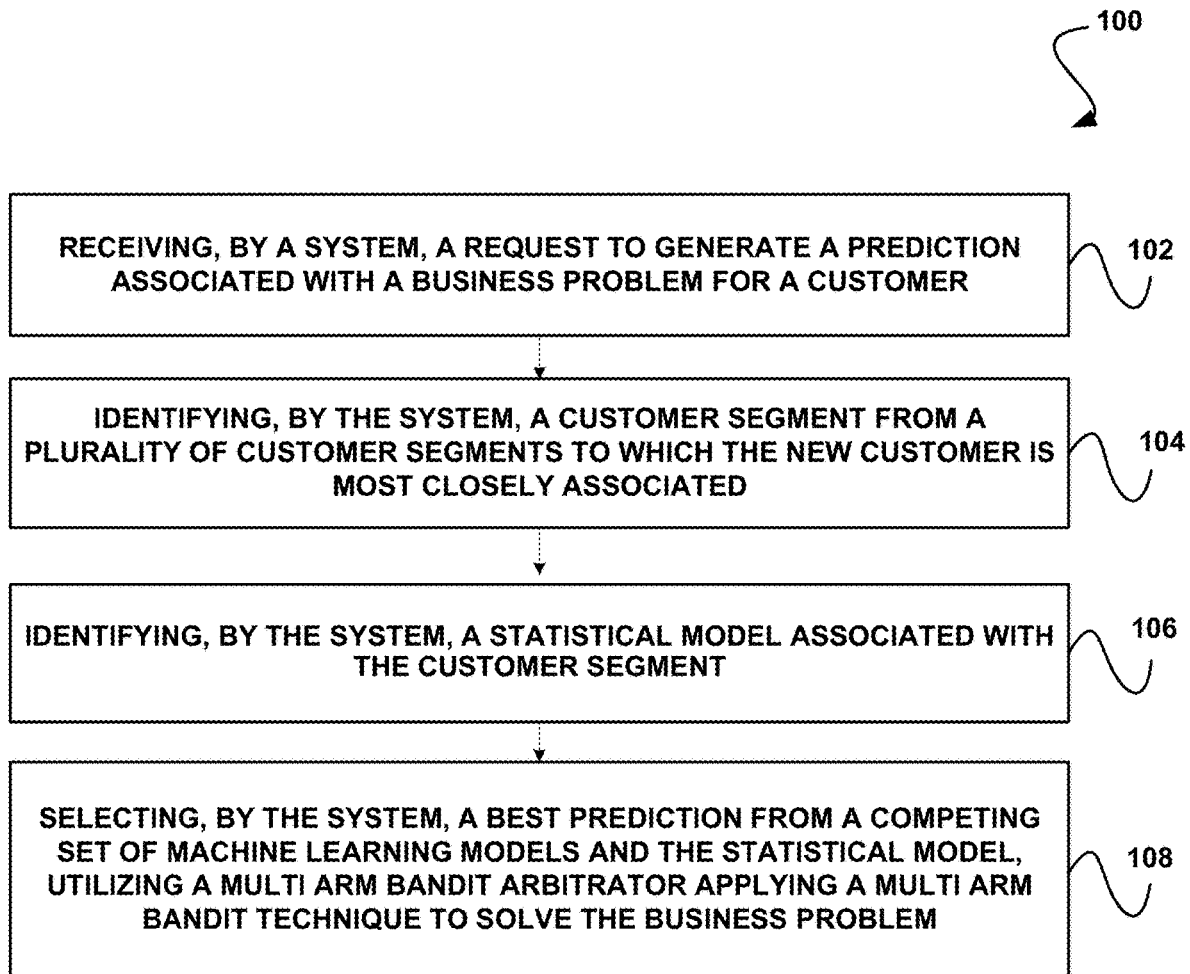 100
RECEIVING, BY A SYSTEM, A REQUEST TO GENERATE A PREDICTION
ASSOCIATED WITH A BUSINESS PROBLEM FOR A CUSTOMER
102
IDENTIFYING, BY THE SYSTEM, A CUSTOMER SEGMENT FROM A
PLURALITY OF CUSTOMER SEGMENTS TO WHICH THE NEW CUSTOMER IS
MOST CLOSELY ASSOCIATED
104
IDENTIFYING, BY THE SYSTEM, A STATISTICAL MODEL ASSOCIATED WITH
THE CUSTOMER SEGMENT
106
SELECTING, BY THE SYSTEM, A BEST PREDICTION FROM A COMPETING
SET OF MACHINE LEARNING MODELS AND THE STATISTICAL MODEL,
UTILIZING A MULTI ARM BANDIT ARBITRATOR APPLYING A MULTI ARM
BANDIT TECHNIQUE TO SOLVE THE BUSINESS PROBLEM
108